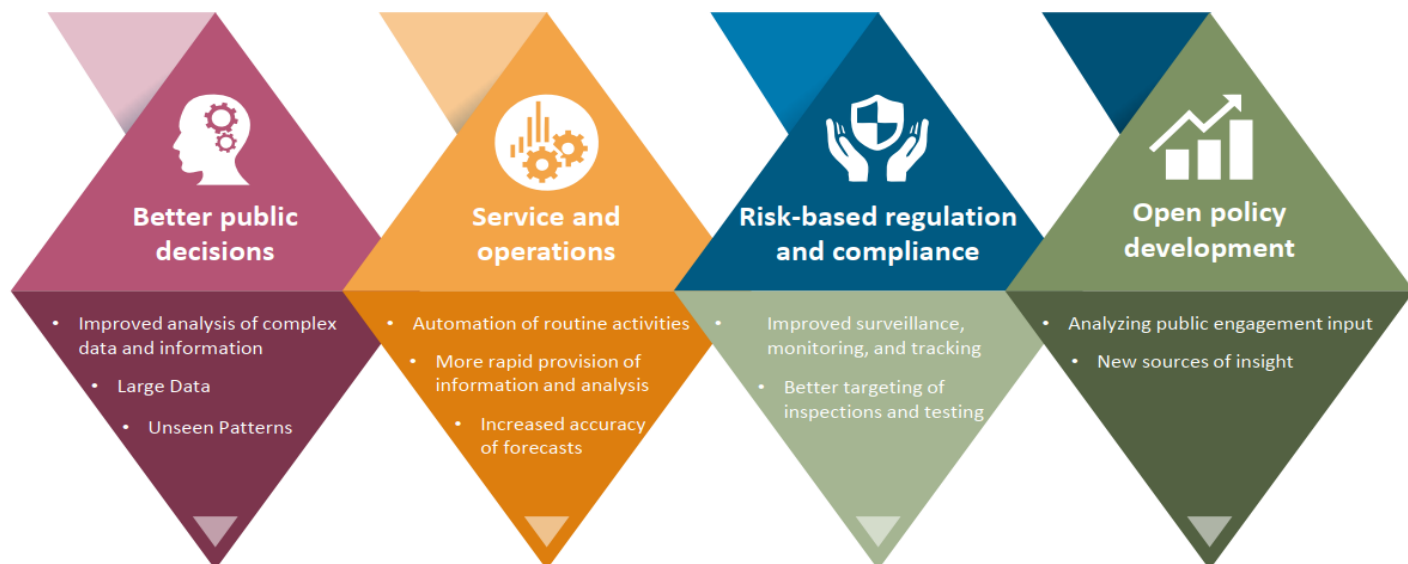 Better public
decisions
• Improved analysis of complex
data and information
• Large Data
• Unseen Patterns
Service and
operations
• Automation of routine activities
• More rapid provision of
information and analysis
• Increased accuracy
of forecasts
Risk-based regulation
and compliance
• Improved surveillance,
monitoring, and tracking
• Better targeting of
inspections and testing
Open policy
development
• Analyzing public engagement input
• New sources of insight